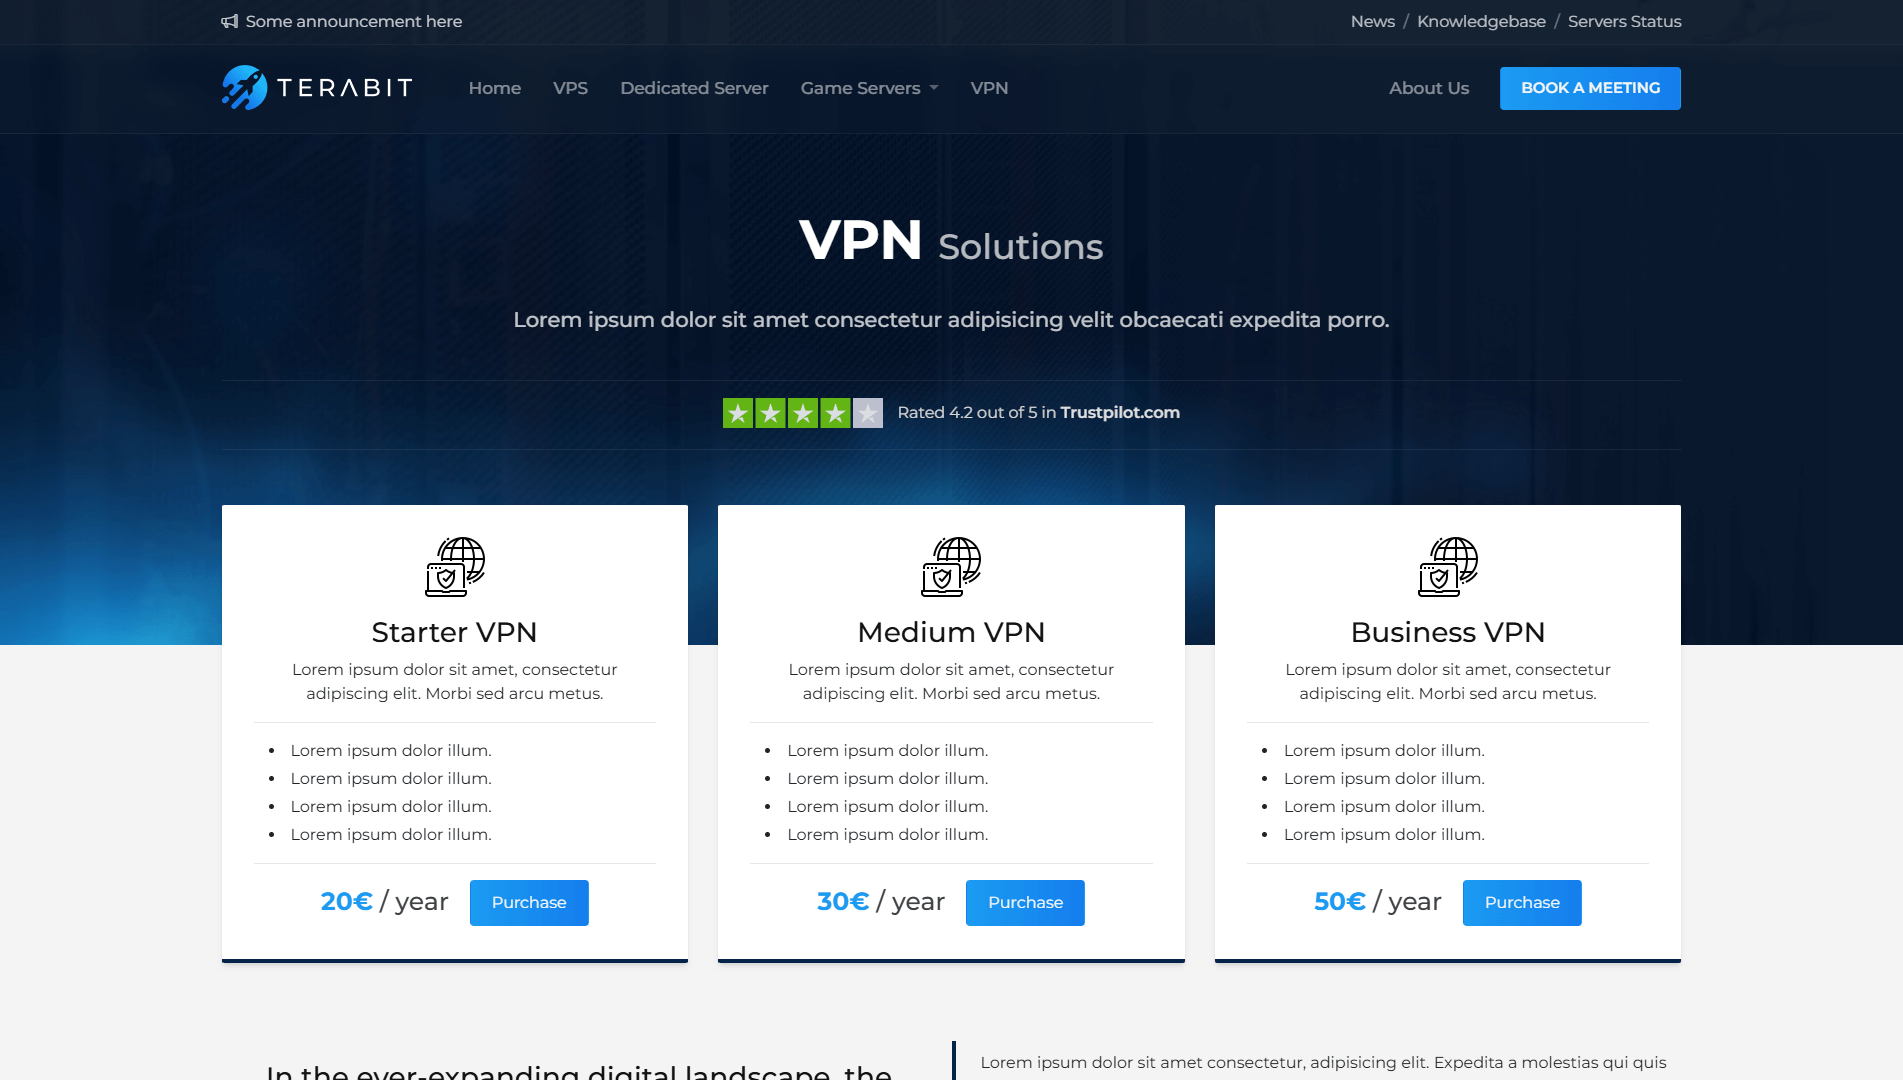 Some announcement here
News / Knowledgebase / Servers Status
TERABIT
Home VPS Dedicated Server Game Servers VPN
About Us BOOK A MEETING
VPN Solutions
Lorem ipsum dolor sit amet consectetur adipisicing velit obcaecati expedita porro.
Rated 4.2 out of 5 in Trustpilot.com
Starter VPN
Lorem ipsum dolor sit amet, consectetur
adipiscing elit. Morbi sed arcu metus.
• Lorem ipsum dolor illum.
• Lorem ipsum dolor illum.
• Lorem ipsum dolor illum.
• Lorem ipsum dolor illum.
20€ / year Purchase
Medium VPN
Lorem ipsum dolor sit amet, consectetur
adipiscing elit. Morbi sed arcu metus.
• Lorem ipsum dolor illum.
• Lorem ipsum dolor illum.
• Lorem ipsum dolor illum.
• Lorem ipsum dolor illum.
30€ / year Purchase
Business VPN
Lorem ipsum dolor sit amet, consectetur
adipiscing elit. Morbi sed arcu metus.
• Lorem ipsum dolor illum.
• Lorem ipsum dolor illum.
• Lorem ipsum dolor illum.
• Lorem ipsum dolor illum.
50€ / year Purchase
In the ever-expanding digital landscape, the
Lorem ipsum dolor sit amet consectetur, adipisicing elit. Expedita a molestias qui quis